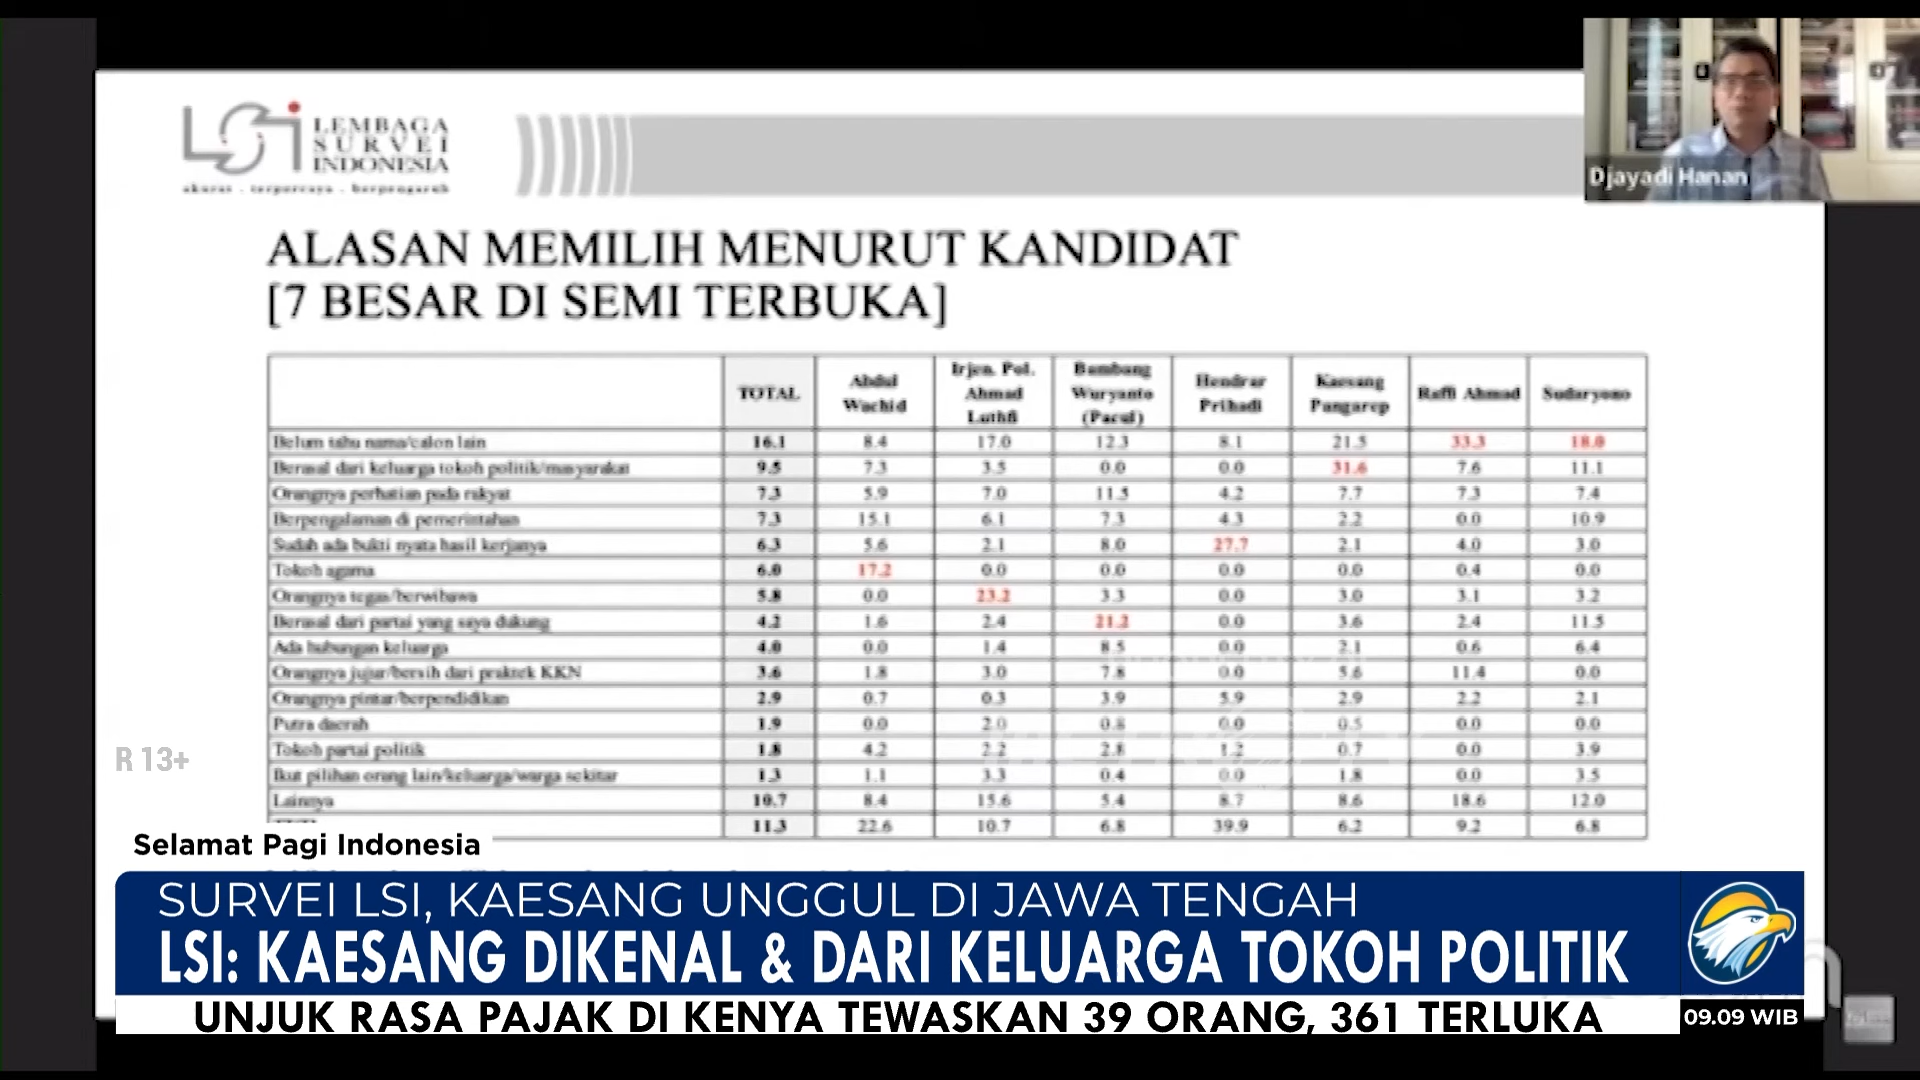 LSi LEMBAGA
SURVEI
INDONESIA
akurat . terpercaya . berpengaruh
Djayadi Hanan
ALASAN MEMILIH MENURUT KANDIDAT
[7 BESAR DI SEMI TERBUKA]
TOTAL Abdul Wachid Irjen. Pol. Ahmad Luthfi Bambang Wuryanto (Pacul) Hendrar Prihadi Kaesang Pangarep Raffi Ahmad Sudaryono
Belum tahu nama/calon lain 16.1 8.4 17.0 12.3 8.1 21.5 33.3 18.0
Berasal dari keluarga tokoh politik/masyarakat 9.5 7.3 3.5 0.0 0.0 31.6 7.6 11.1
Orangnya perhatian pada rakyat 7.3 5.9 7.0 11.5 4.2 7.7 7.3 7.4
Berpengalaman di pemerintahan 7.3 15.1 6.1 7.3 4.3 2.2 0.0 10.9
Sudah ada bukti nyata hasil kerjanya 6.3 5.6 2.1 8.0 27.7 2.1 4.0 3.0
Tokoh agama 6.0 17.2 0.0 0.0 0.0 0.0 0.4 0.0
Orangnya tegas/berwibawa 5.8 0.0 23.2 3.3 0.0 3.0 3.1 3.2
Berasal dari partai yang saya dukung 4.2 1.6 2.4 21.2 0.0 3.6 2.4 11.5
Ada hubungan keluarga 4.0 0.0 1.4 8.5 0.0 2.1 0.6 6.4
Orangnya jujur/bersih dari praktek KKN 3.6 1.8 3.0 7.8 0.0 5.6 11.4 0.0
Orangnya pintar/berpendidikan 2.9 0.7 0.3 3.9 5.9 2.9 2.2 2.1
Putra daerah 1.9 0.0 2.0 0.8 0.0 0.5 0.0 0.0
Tokoh partai politik 1.8 4.2 2.2 2.8 1.2 0.7 0.0 3.9
Ikut pilihan orang lain/keluarga/warga sekitar 1.3 1.1 3.3 0.4 0.0 1.8 0.0 3.5
Lainnya 10.7 8.4 15.6 5.4 8.7 8.6 18.6 12.0
11.3 22.6 10.7 6.8 39.9 6.2 9.2 6.8
R 13+
Selamat Pagi Indonesia
SURVEI LSI, KAESANG UNGGUL DI JAWA TENGAH
LSI: KAESANG DIKENAL & DARI KELUARGA TOKOH POLITIK
UNJUK RASA PAJAK DI KENYA TEWASKAN 39 ORANG, 361 TERLUKA
09.09 WIB